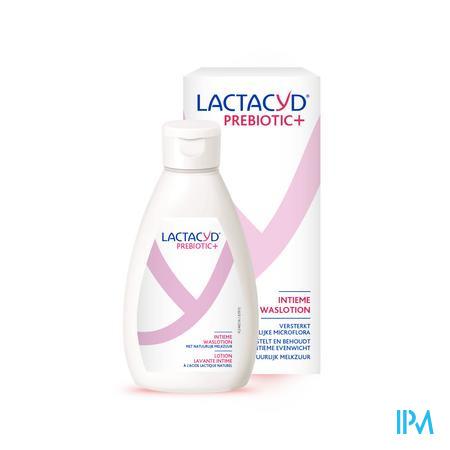 LACTACYD®
PREBIOTIC+
INTIEME
WASLOTION
VERSTERKT
LIJKE MICROFLORA
STELT EN BEHOUDT
INTIEME EVENWICHT
UURLIJK MELKZUUR
LACTACYD®
PREBIOTIC+
INTIEME
WASLOTION
MET NATUURLIJK MELKZUUR
LOTION
LAVANTE INTIME
À L'ACIDE LACTIQUE NATUREL
IPM